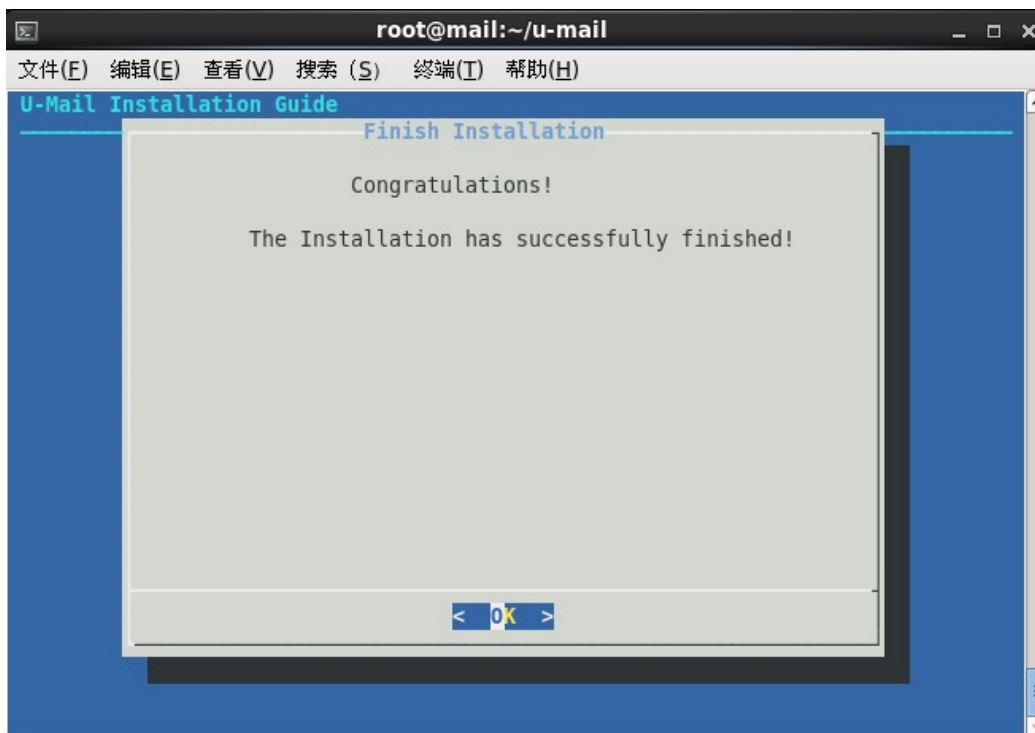 root@mail:~/u-mail
文件(F) 编辑(E) 查看(V) 搜索 (S) 终端(T) 帮助(H)
U-Mail Installation Guide
Finish Installation
Congratulations!
The Installation has successfully finished!
< OK >